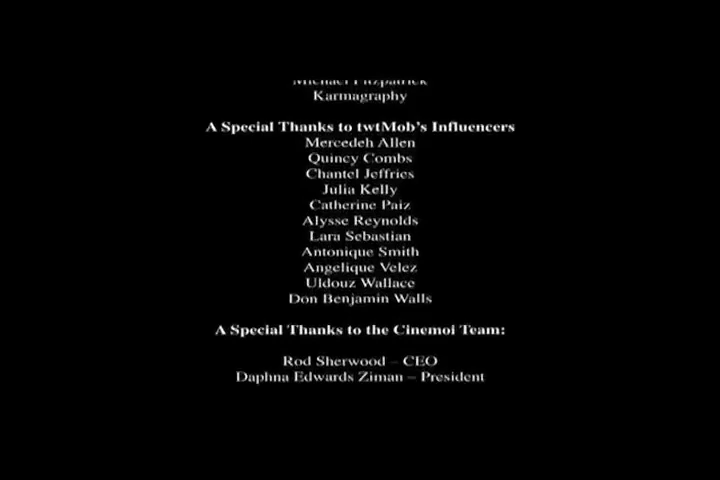 Michael Fitzpatrick
Karmagraphy
A Special Thanks to twtMob's Influencers
Mercedeh Allen
Quincy Combs
Chantel Jeffries
Julia Kelly
Catherine Paiz
Alysse Reynolds
Lara Sebastian
Antonique Smith
Angelique Velez
Uldouz Wallace
Don Benjamin Walls
A Special Thanks to the Cinemoi Team:
Rod Sherwood – CEO
Daphna Edwards Ziman – President